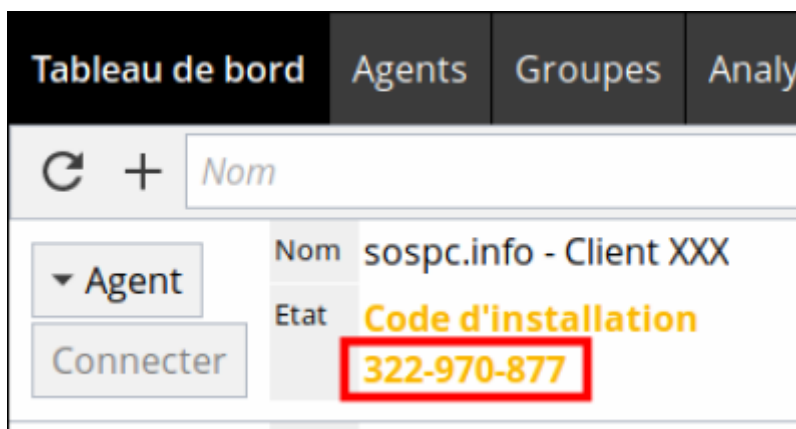 Tableau de bord Agents Groupes Analy
Nom
Nom sospc.info - Client XXX
Agent
Etat Code d'installation
Connecter 322-970-877